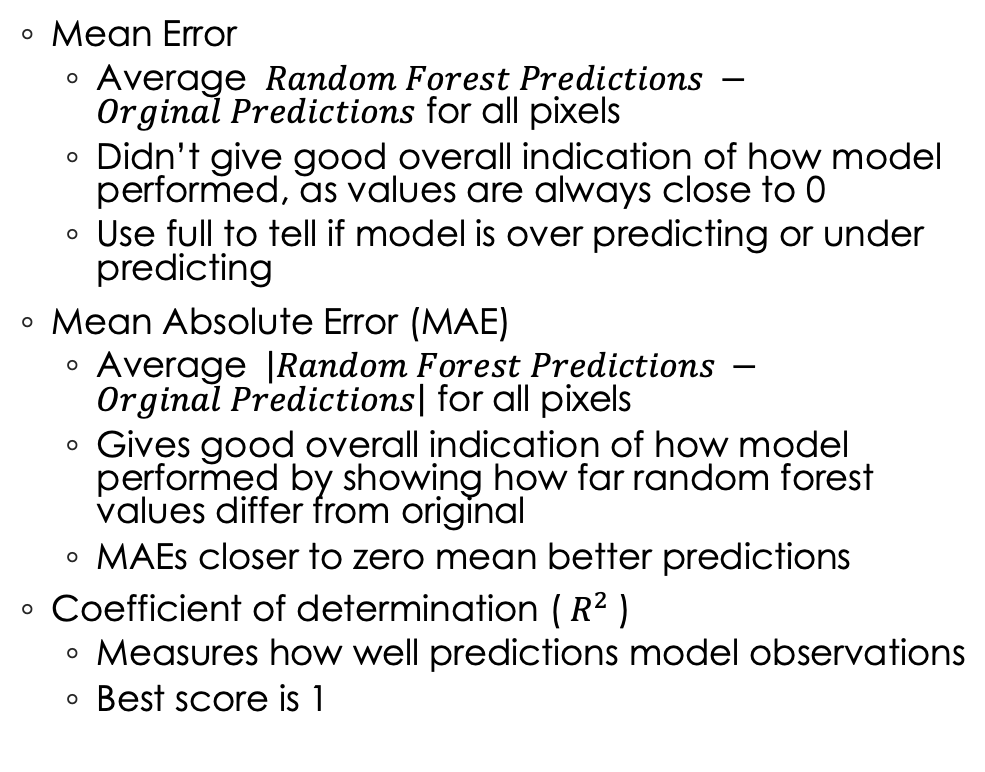 ◦ Mean Error
◦ Average Random Forest Predictions −
Orginal Predictions for all pixels
◦ Didn’t give good overall indication of how model
performed, as values are always close to 0
◦ Use full to tell if model is over predicting or under
predicting
◦ Mean Absolute Error (MAE)
◦ Average |Random Forest Predictions −
Orginal Predictions| for all pixels
◦ Gives good overall indication of how model
performed by showing how far random forest
values differ from original
◦ MAEs closer to zero mean better predictions
◦ Coefficient of determination ( R² )
◦ Measures how well predictions model observations
◦ Best score is 1